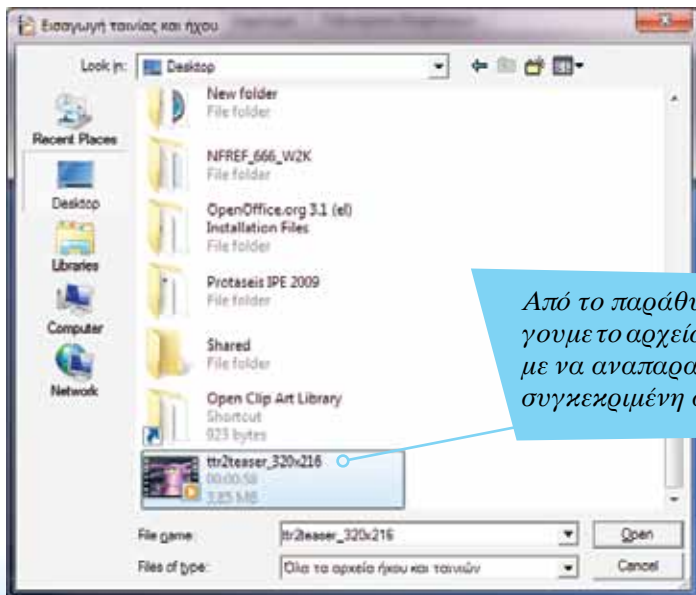 Εισαγωγή ταινίας και ήχου
Look in: Desktop
Recent Places
Desktop
Libraries
Computer
Network
New folder
File folder
NFREF_666_W2K
File folder
OpenOffice.org 3.1 (el)
Installation Files
File folder
Protaseis IPE 2009
File folder
Shared
File folder
Open Clip Art Library
Shortcut
923 bytes
ttr2teaser_320x216
00:00:58
3,85 MB
Από το παράθυ
γουμε το αρχείο
με να αναπαρα
συγκεκριμένη
File name: ttr2teaser_320x216 Open
Files of type: Όλα τα αρχεία ήχου και ταινιών Cancel